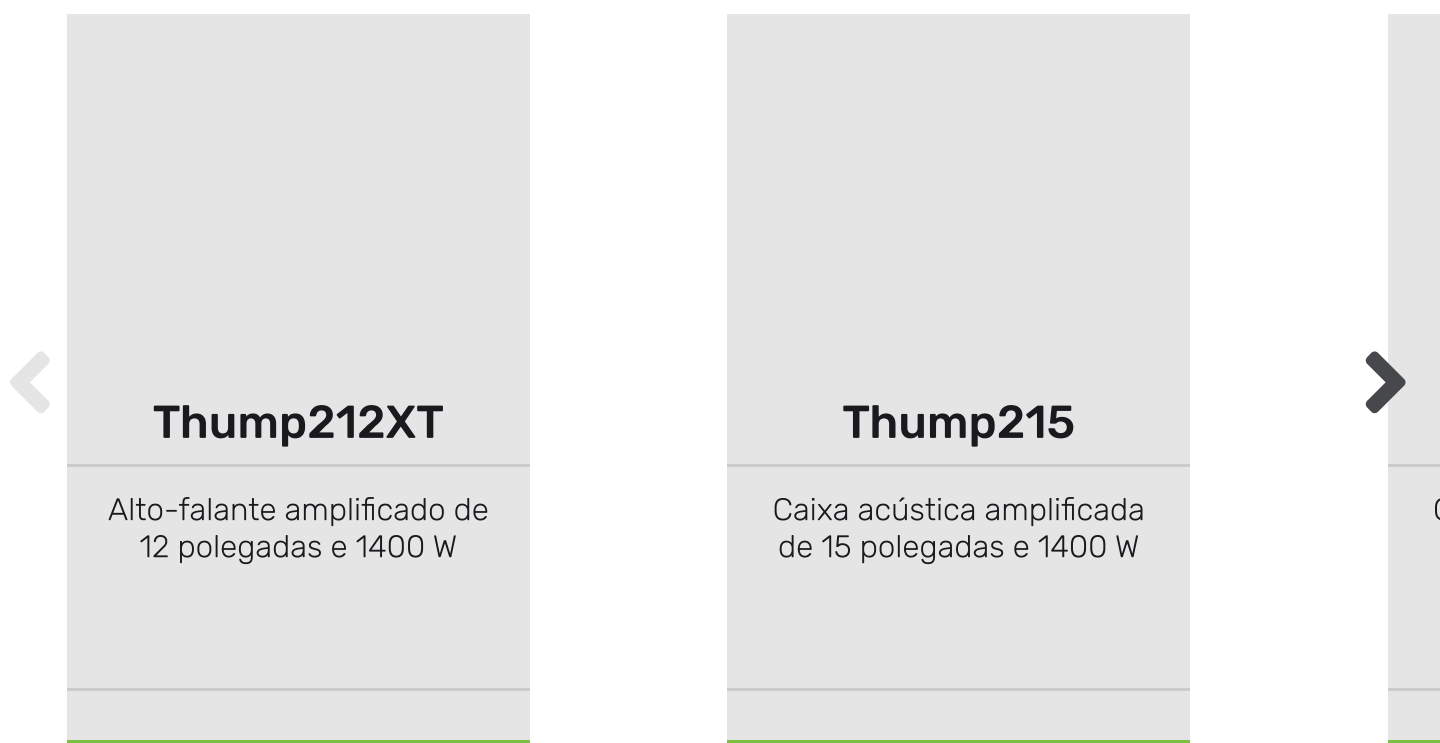 Thump212XT
Alto-falante amplificado de
12 polegadas e 1400 W
Thump215
Caixa acústica amplificada
de 15 polegadas e 1400 W